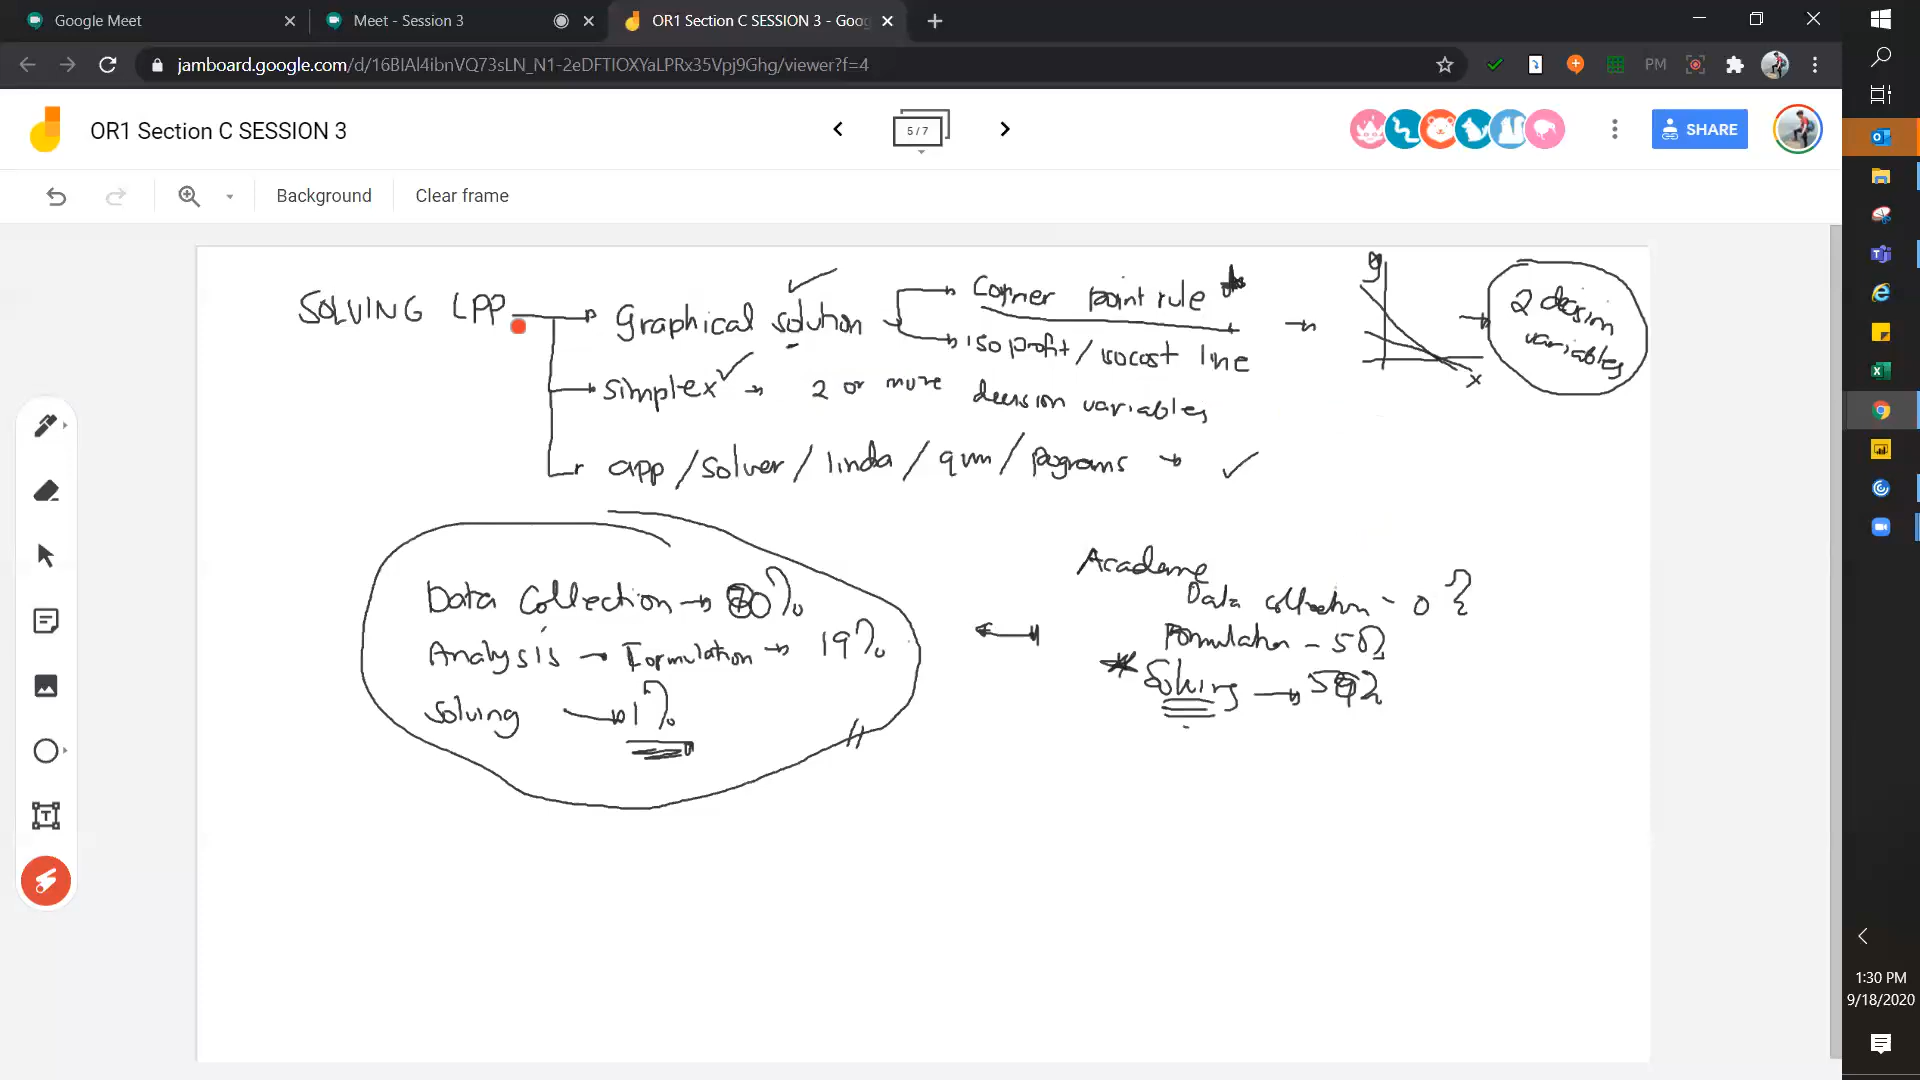 Google Meet
Meet - Session 3
OR1 Section C SESSION 3 - Goog
jamboard.google.com/d/16BIAl4ibnVQ73sLN_N1-2eDFTIOXYaLPRx35Vpj9Ghg/viewer?f=4
PM
OR1 Section C SESSION 3
5 / 7
SHARE
Background
Clear frame
SOLVING LPP
graphical solution
Corner point rule
isoprofit/isocost line
y
x
2 decision
variables
simplex → 2 or more decision variables
app/solver/linda/qvm/programs →
Data Collection → 80%
Analysis → Formulation → 19%
Solving → 1%
Academe
Data collection - 0 %
Formulation - 50%
* Solving →
1:30 PM
9/18/2020